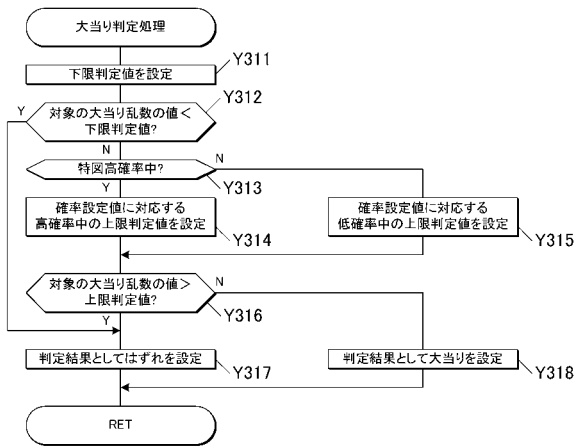 大当り判定処理
下限判定値を設定
Y311
対象の大当り乱数の値<
下限判定値?
Y312
Y
N
特図高確率中?
Y313
N
Y
確率設定値に対応する
高確率中の上限判定値を設定
Y314
確率設定値に対応する
低確率中の上限判定値を設定
Y315
対象の大当り乱数の値>
上限判定値?
Y316
N
Y
判定結果としてはずれを設定
Y317
判定結果として大当りを設定
Y318
RET